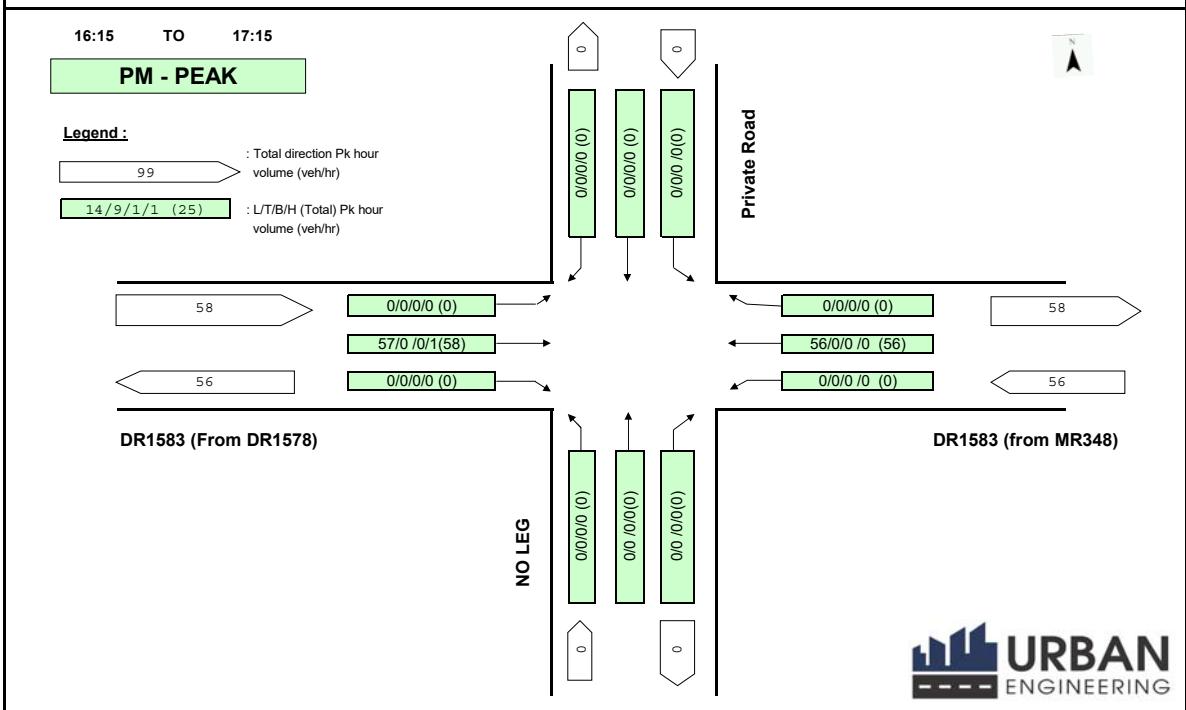 16:15 TO 17:15
PM - PEAK
N
Legend :
99
: Total direction Pk hour
volume (veh/hr)
14/9/1/1 (25)
: L/T/B/H (Total) Pk hour
volume (veh/hr)
0
0
0/0/0/0 (0)
0/0/0/0 (0)
0/0/0 /0(0)
Private Road
58
0/0/0/0 (0)
0/0/0/0 (0)
58
57/0 /0/1(58)
56/0/0 /0 (56)
56
0/0/0/0 (0)
0/0/0 /0 (0)
56
DR1583 (From DR1578)
DR1583 (from MR348)
NO LEG
0/0/0/0 (0)
0/0 /0/0(0)
0/0 /0/0(0)
0
0
URBAN
ENGINEERING